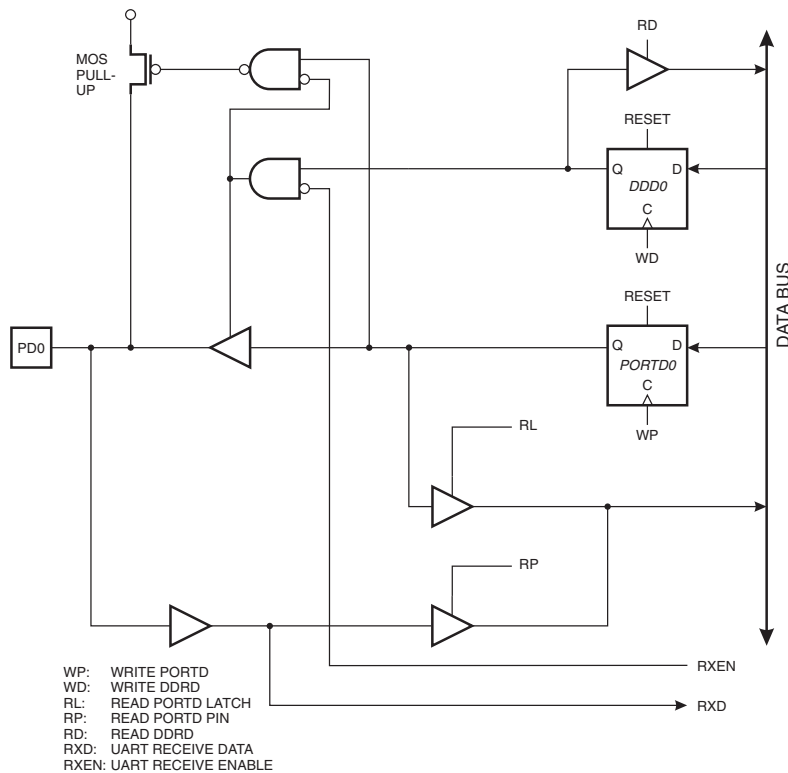 RD
MOS
PULL-
UP
RESET
Q
D
DDD0
C
WD
RESET
PD0
Q
D
PORTD0
C
WP
DATA BUS
RL
RP
RXEN
RXD
WP: WRITE PORTD
WD: WRITE DDRD
RL: READ PORTD LATCH
RP: READ PORTD PIN
RD: READ DDRD
RXD: UART RECEIVE DATA
RXEN: UART RECEIVE ENABLE